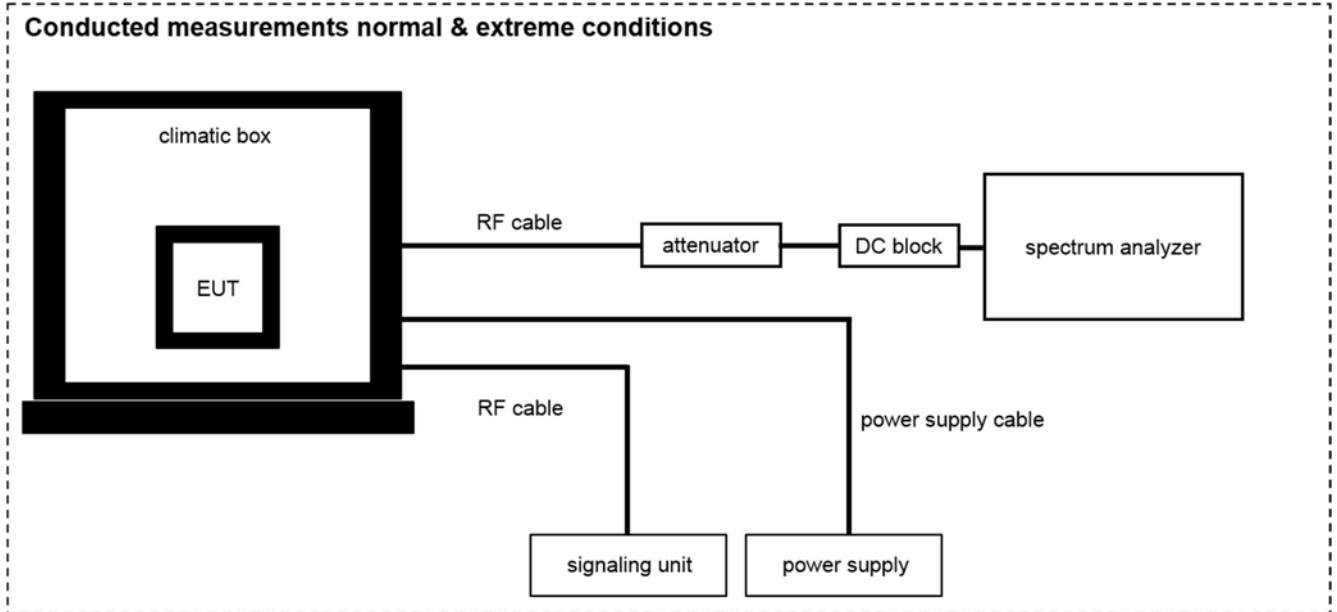 Conducted measurements normal & extreme conditions
climatic box
EUT
RF cable
attenuator
DC block
spectrum analyzer
RF cable
power supply cable
signaling unit
power supply